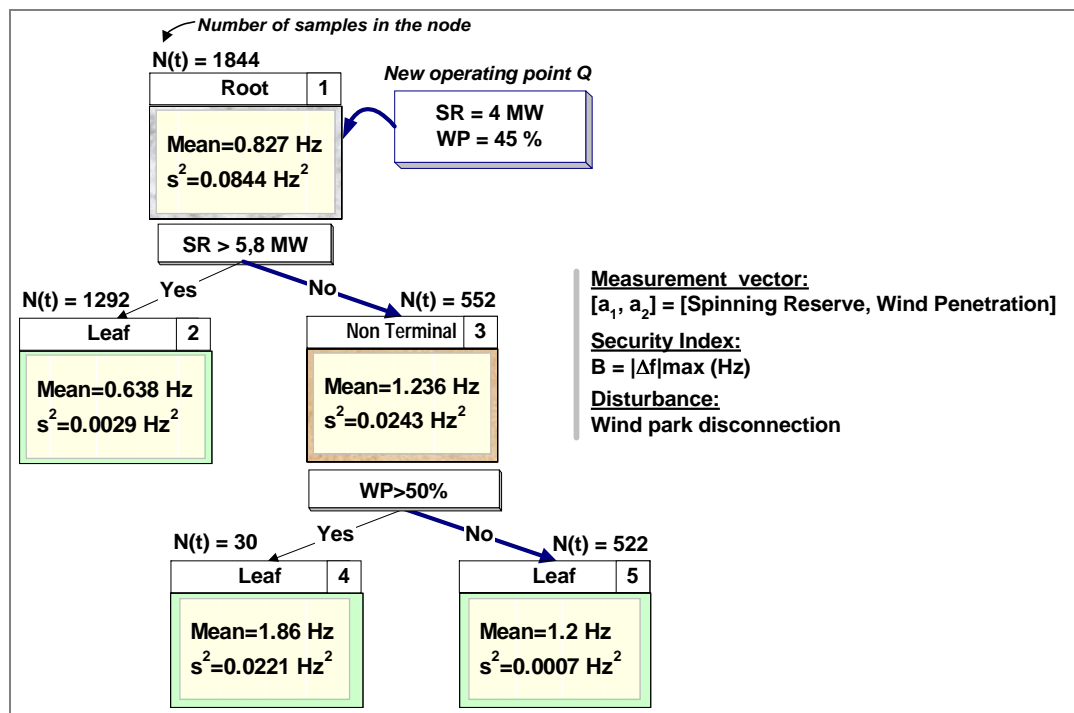 Number of samples in the node
N(t) = 1844
Root 1
Mean=0.827 Hz
s²=0.0844 Hz²
New operating point Q
SR = 4 MW
WP = 45 %
SR > 5,8 MW
Yes
No
N(t) = 1292
Leaf 2
Mean=0.638 Hz
s²=0.0029 Hz²
N(t) = 552
Non Terminal 3
Mean=1.236 Hz
s²=0.0243 Hz²
Measurement vector:
[a₁, a₂] = [Spinning Reserve, Wind Penetration]
Security Index:
B = |Δf|max (Hz)
Disturbance:
Wind park disconnection
WP>50%
Yes
No
N(t) = 30
Leaf 4
Mean=1.86 Hz
s²=0.0221 Hz²
N(t) = 522
Leaf 5
Mean=1.2 Hz
s²=0.0007 Hz²